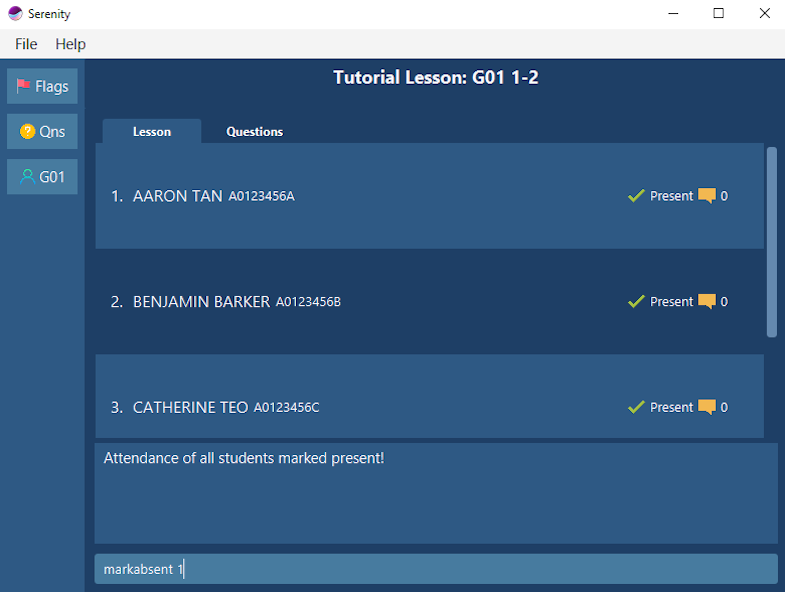 Serenity
File Help
Tutorial Lesson: G01 1-2
Flags
Qns
G01
Lesson Questions
1. AARON TAN A0123456A Present 0
2. BENJAMIN BARKER A0123456B Present 0
3. CATHERINE TEO A0123456C Present 0
Attendance of all students marked present!
markabsent 1